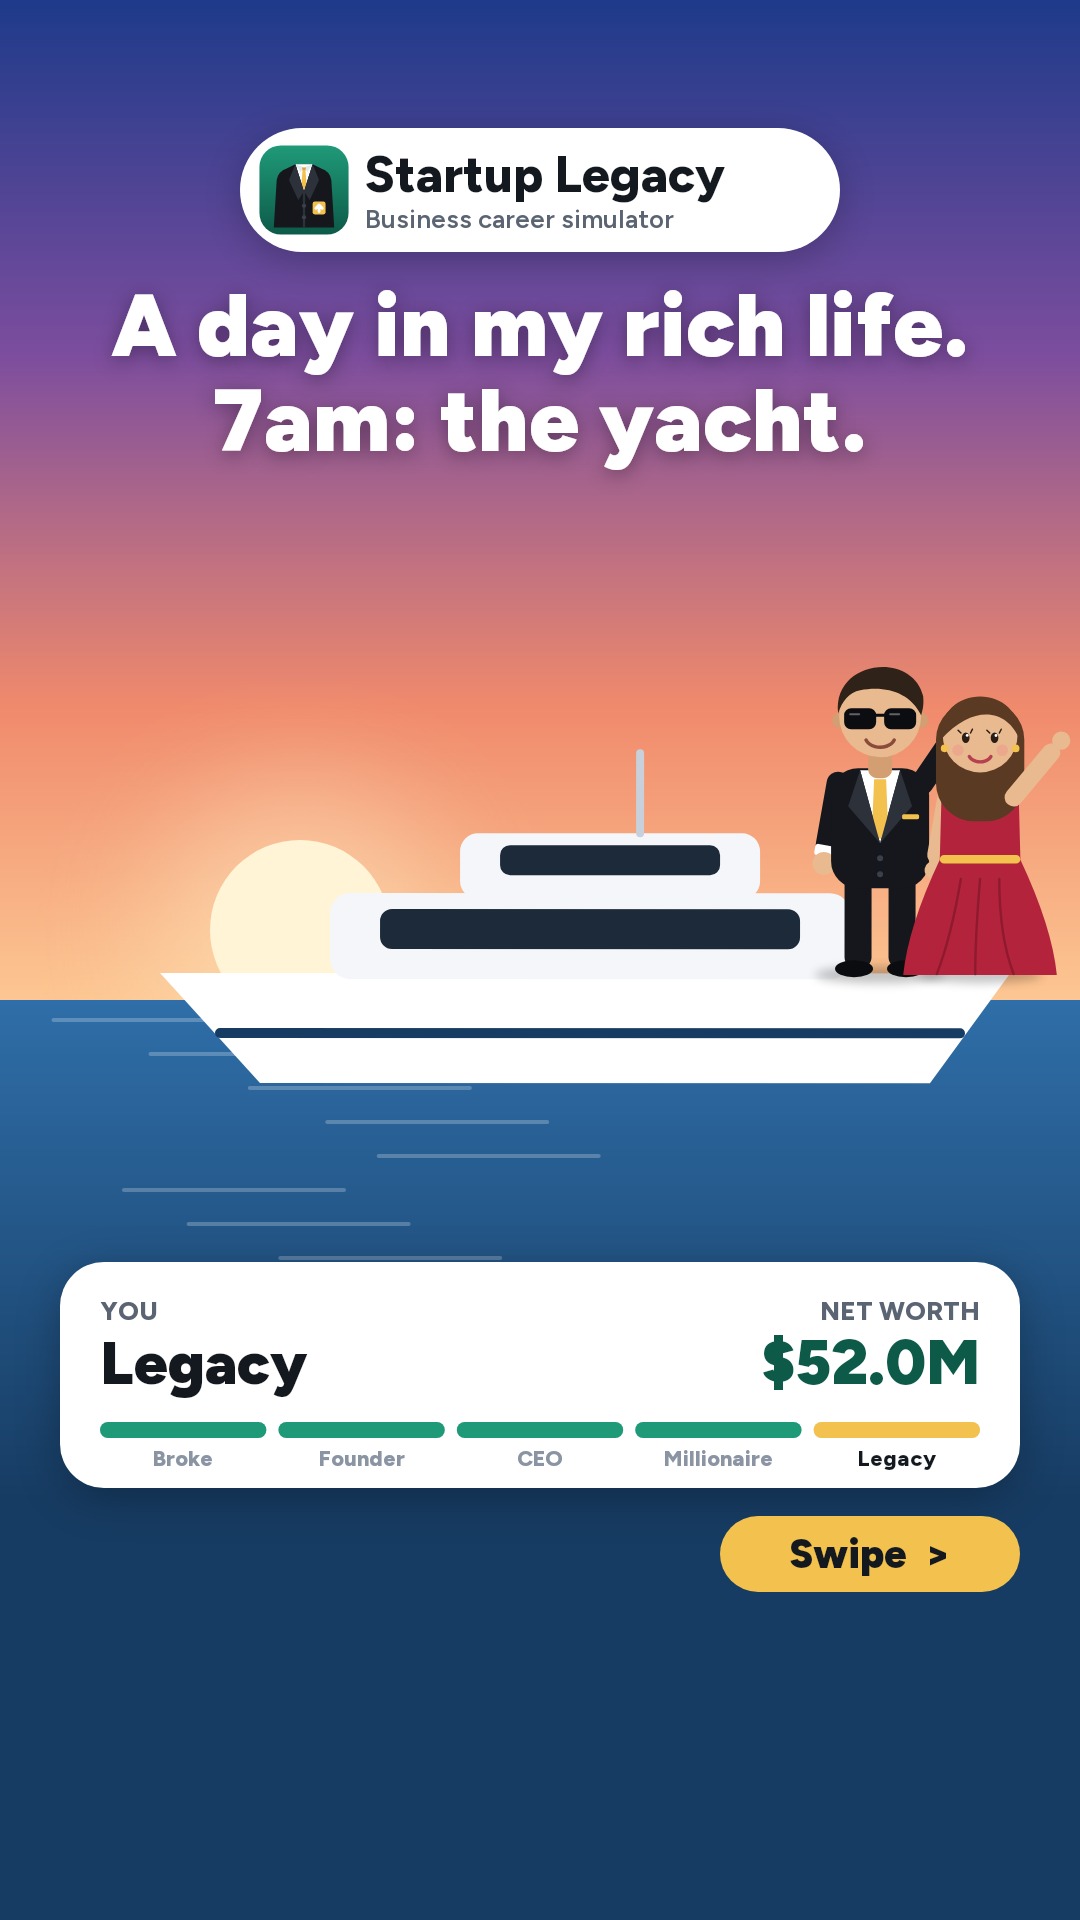 Startup Legacy
Business career simulator
A day in my rich life.
7am: the yacht.
YOU
NET WORTH
Legacy
$52.0M
Broke
Founder
CEO
Millionaire
Legacy
Swipe >